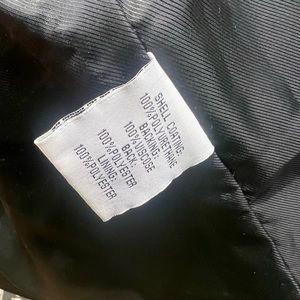 SHELL COATING:
100%POLYURETHANE
BACKING:
100%VISCOSE
BACK:
100%POLYESTER
LINING:
100%POLYESTER